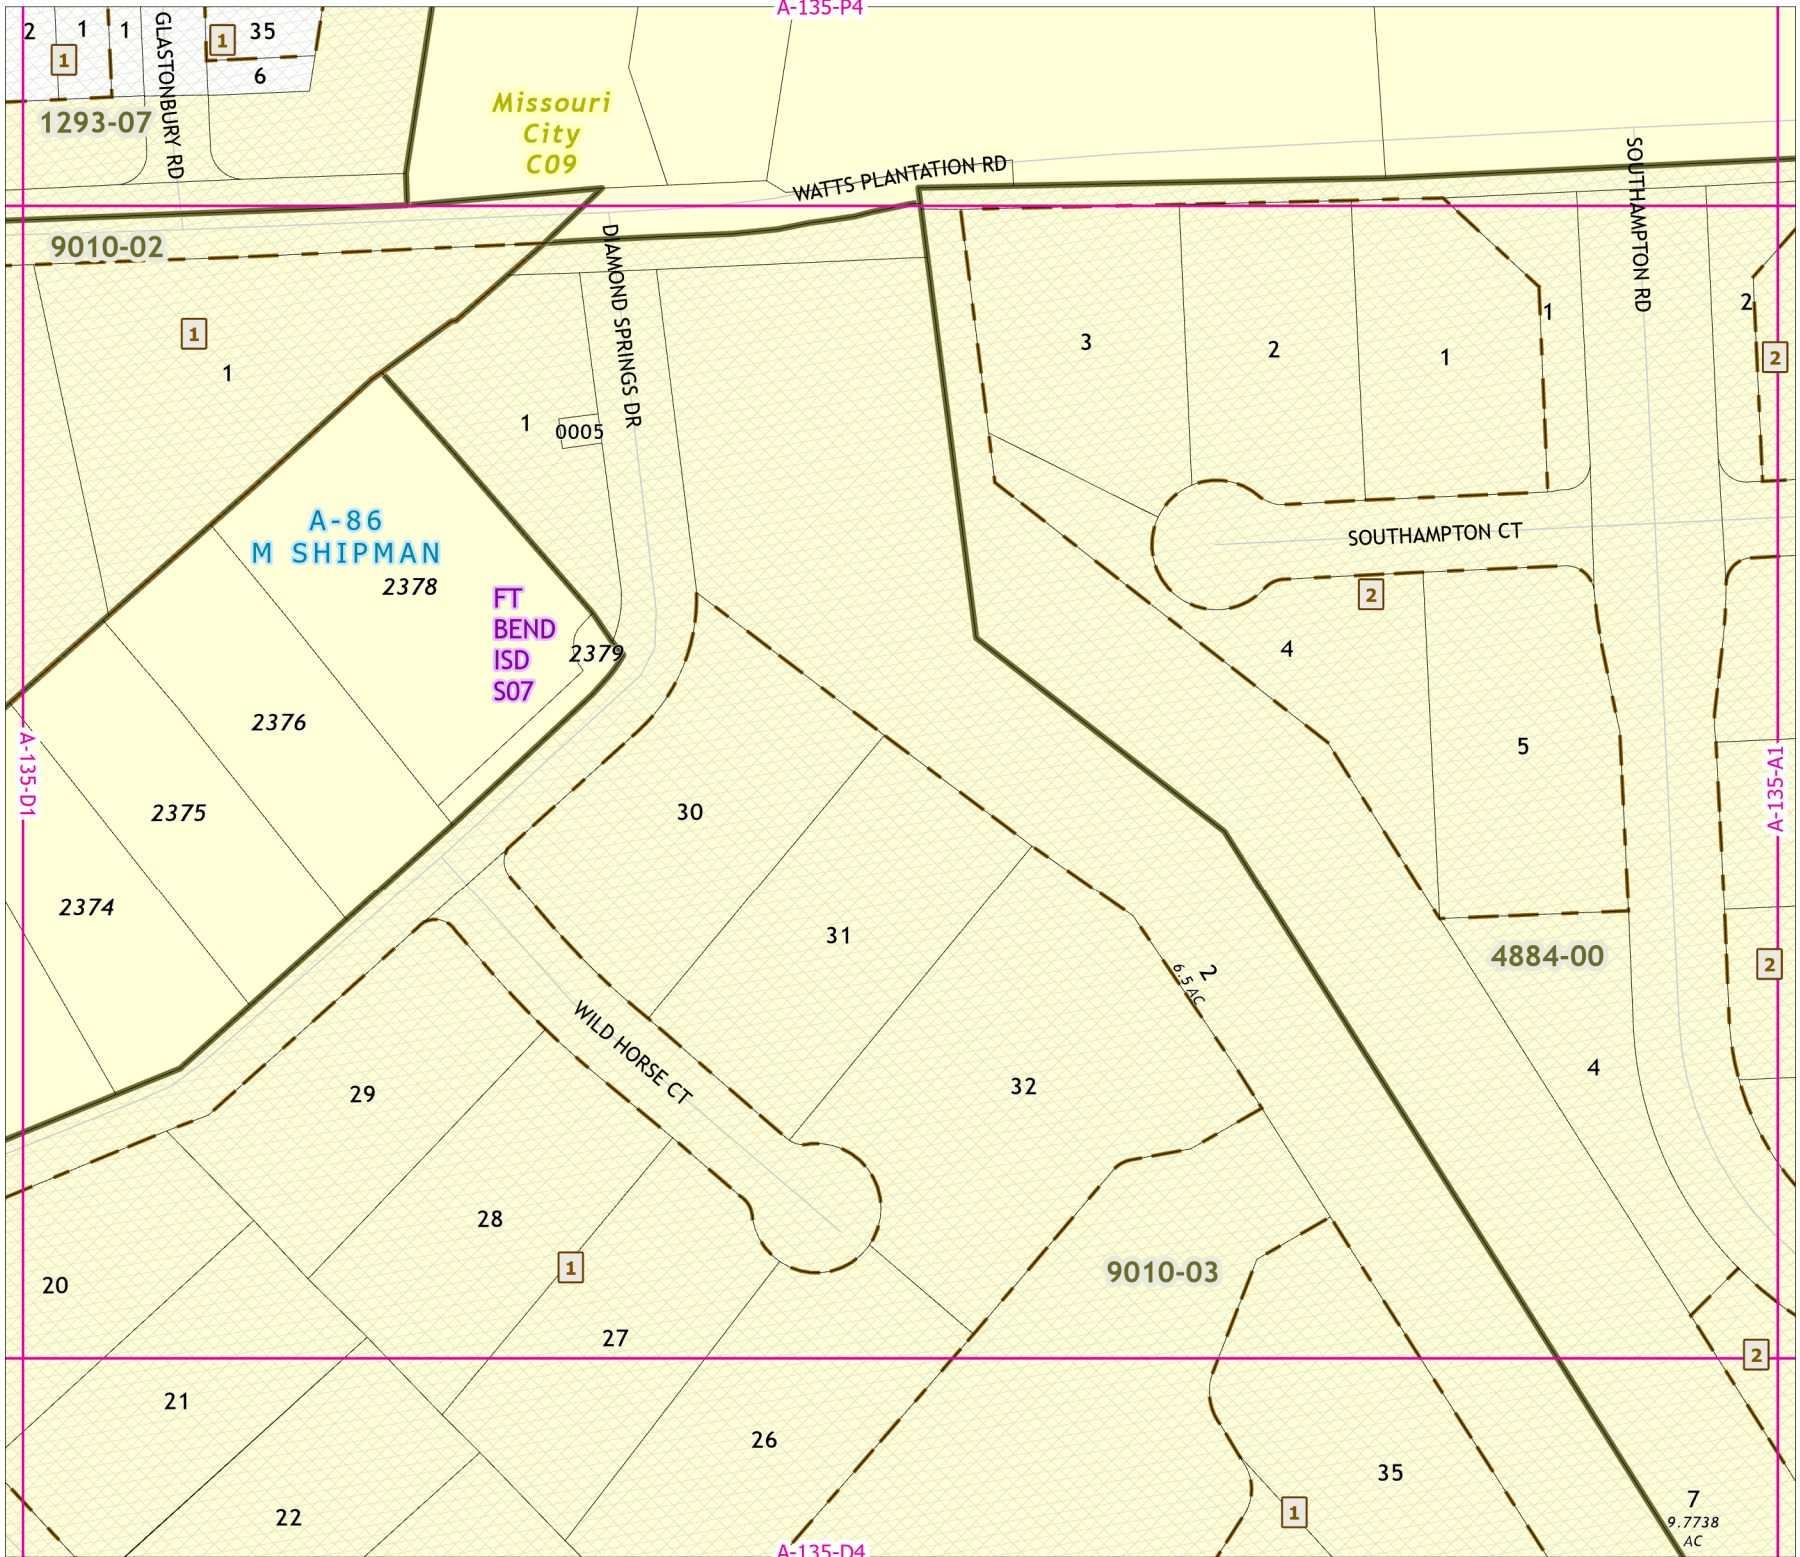 A-135-P4
2
1
1
1
GLASTONBURY RD
1
35
6
1293-07
Missouri
City
C09
WATTS PLANTATION RD
SOUTHAMPTON RD
9010-02
DIAMOND SPRINGS DR
1
1
1
0005
3
2
1
1
2
2
A-86
M SHIPMAN
2378
FT
BEND
ISD
S07
2379
SOUTHAMPTON CT
2
4
5
2376
2375
2374
A-135-D1
A-135-A1
30
31
32
2
6.5 AC
4884-00
2
4
WILD HORSE CT
29
28
1
27
20
21
22
26
9010-03
2
35
1
7
9.7738
AC
A-135-D4